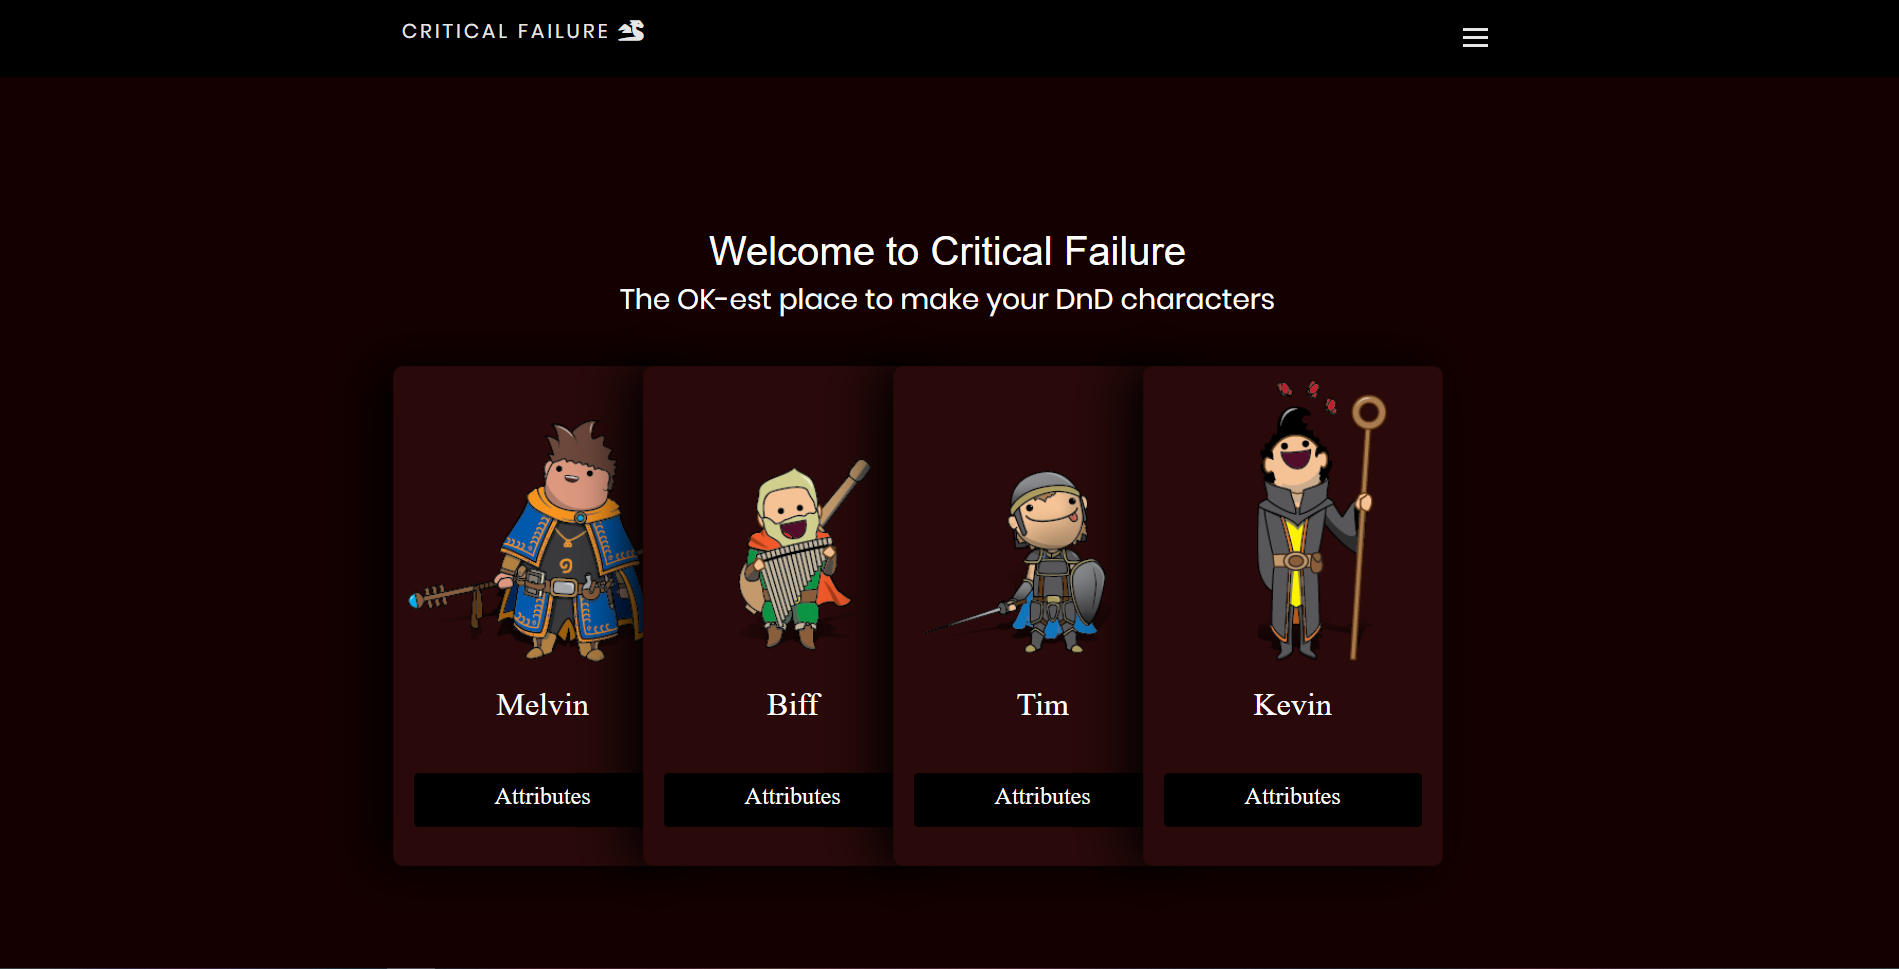 CRITICAL FAILURE
Welcome to Critical Failure
The OK-est place to make your DnD characters
Melvin
Biff
Tim
Kevin
Attributes
Attributes
Attributes
Attributes